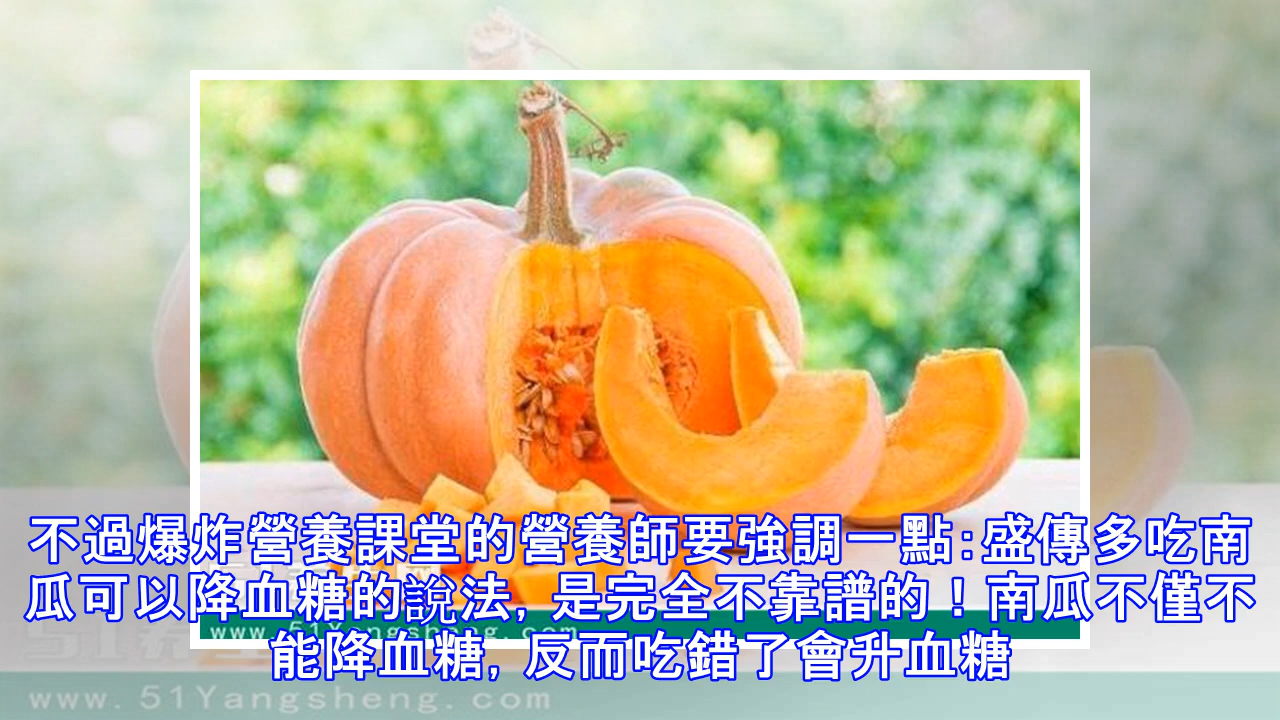 不過爆炸營養課堂的營養師要強調一點:盛傳多吃南
瓜可以降血糖的說法, 是完全不靠譜的！南瓜不僅不
能降血糖, 反而吃錯了會升血糖
www.51Yangsheng.com
www.51Yangsheng.com